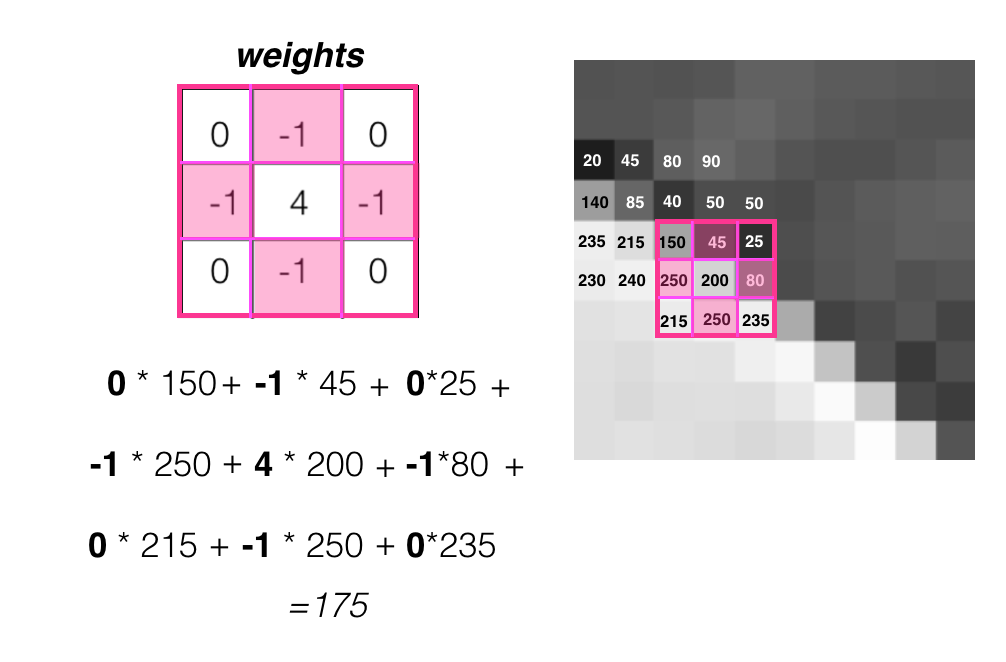 weights
0 -1 0
-1 4 -1
0 -1 0
20 45 80 90
140 85 40 50 50
235 215 150 45 25
230 240 250 200 80
215 250 235
0 * 150 + -1 * 45 + 0*25 +
-1 * 250 + 4 * 200 + -1*80 +
0 * 215 + -1 * 250 + 0*235
=175